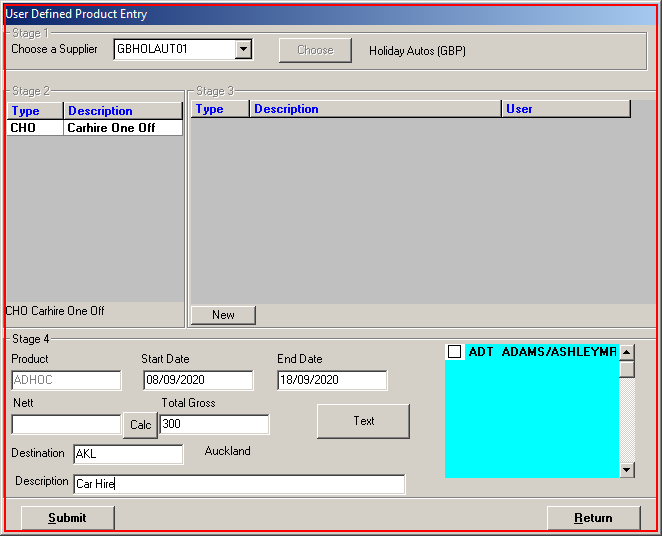 User Defined Product Entry
Stage 1
Choose a Supplier GBHOLAUT01 Choose Holiday Autos (GBP)
Stage 2 Stage 3
Type Description Type Description User
CHO Carhire One Off
CHO Carhire One Off New
Stage 4
Product Start Date End Date ADT ADAMS/ASHLEYMR
ADHOC 08/09/2020 18/09/2020
Nett Total Gross
Calc 300 Text
Destination AKL Auckland
Description Car Hire
Submit Return